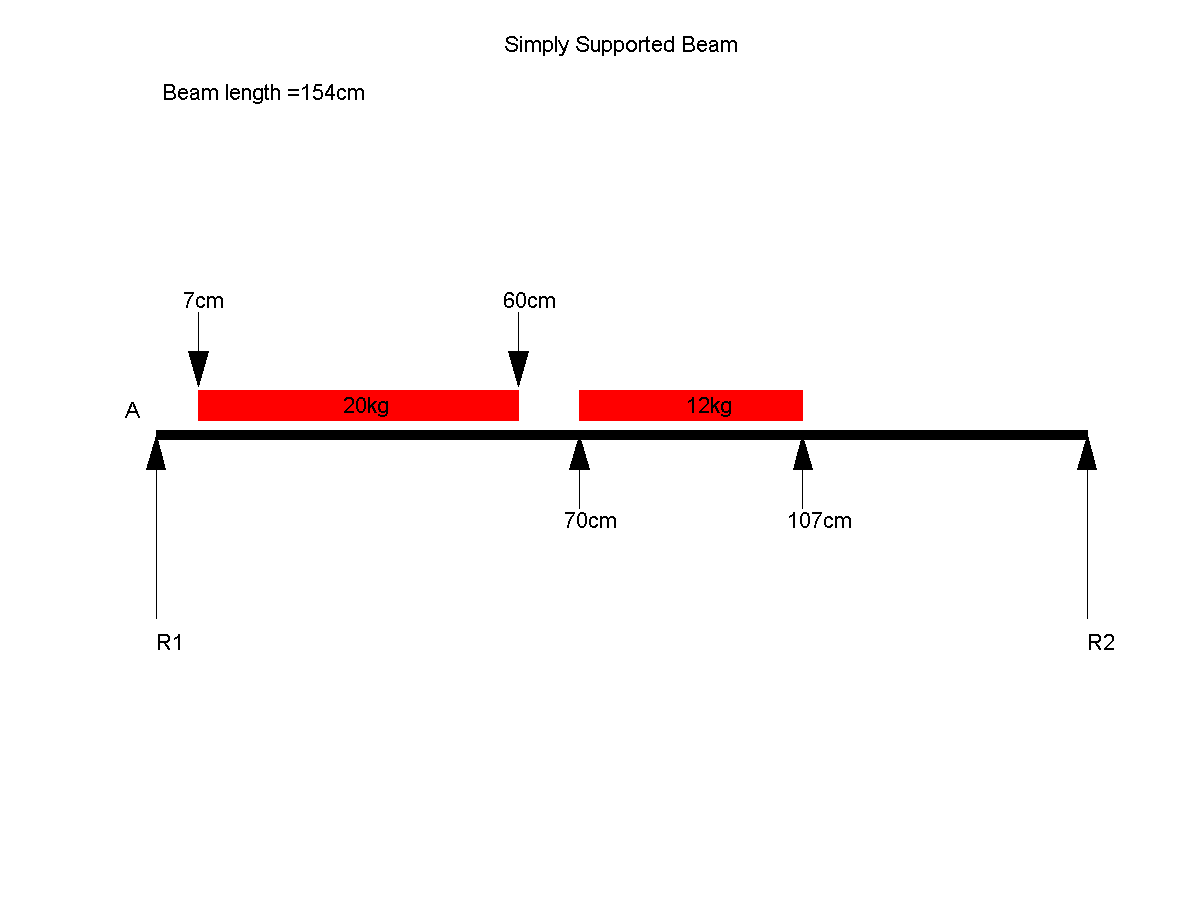 Simply Supported Beam
Beam length =154cm
7cm
60cm
A
20kg
12kg
70cm
107cm
R1
R2